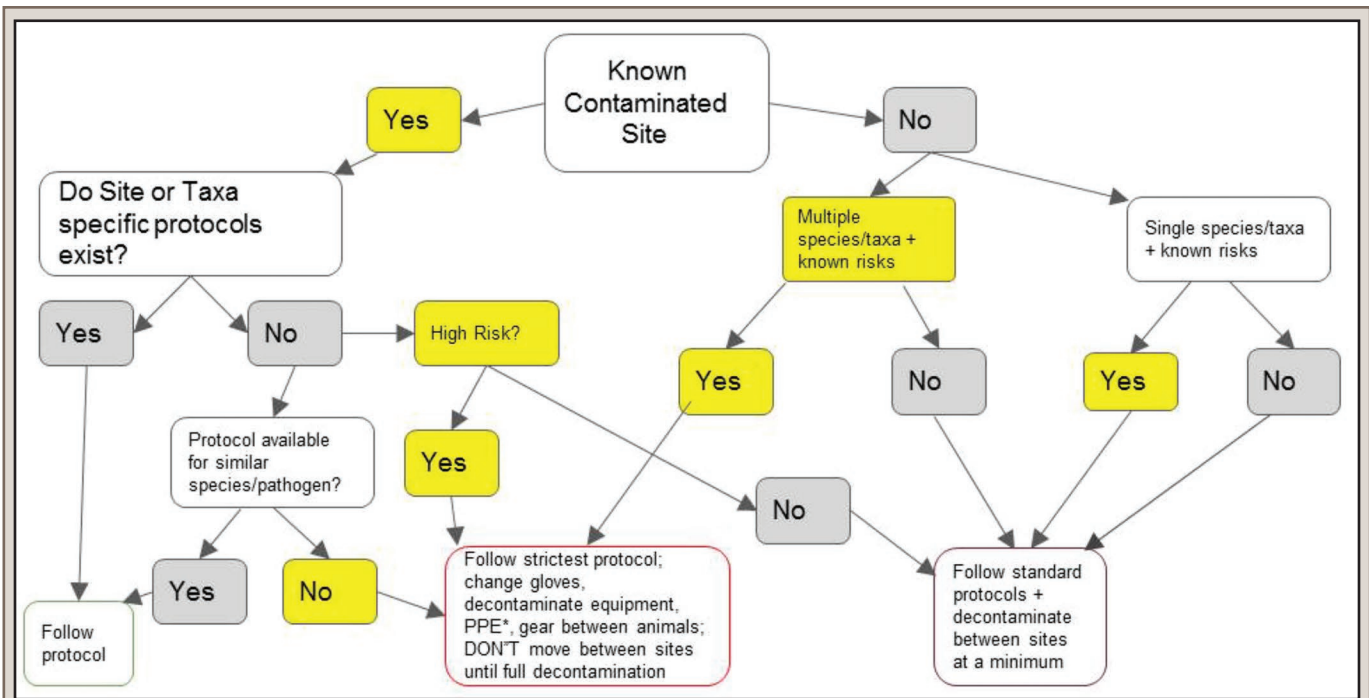 Known
Contaminated
Site
Yes
No
Do Site or Taxa
specific protocols
exist?
Multiple
species/taxa +
known risks
Single species/taxa
+ known risks
Yes
No
High Risk?
Yes
No
Yes
No
Protocol available
for similar
species/pathogen?
Yes
No
Yes
No
Follow
protocol
Follow strictest protocol;
change gloves,
decontaminate equipment,
PPE*, gear between animals;
DON"T move between sites
until full decontamination
Follow standard
protocols +
decontaminate
between sites
at a minimum